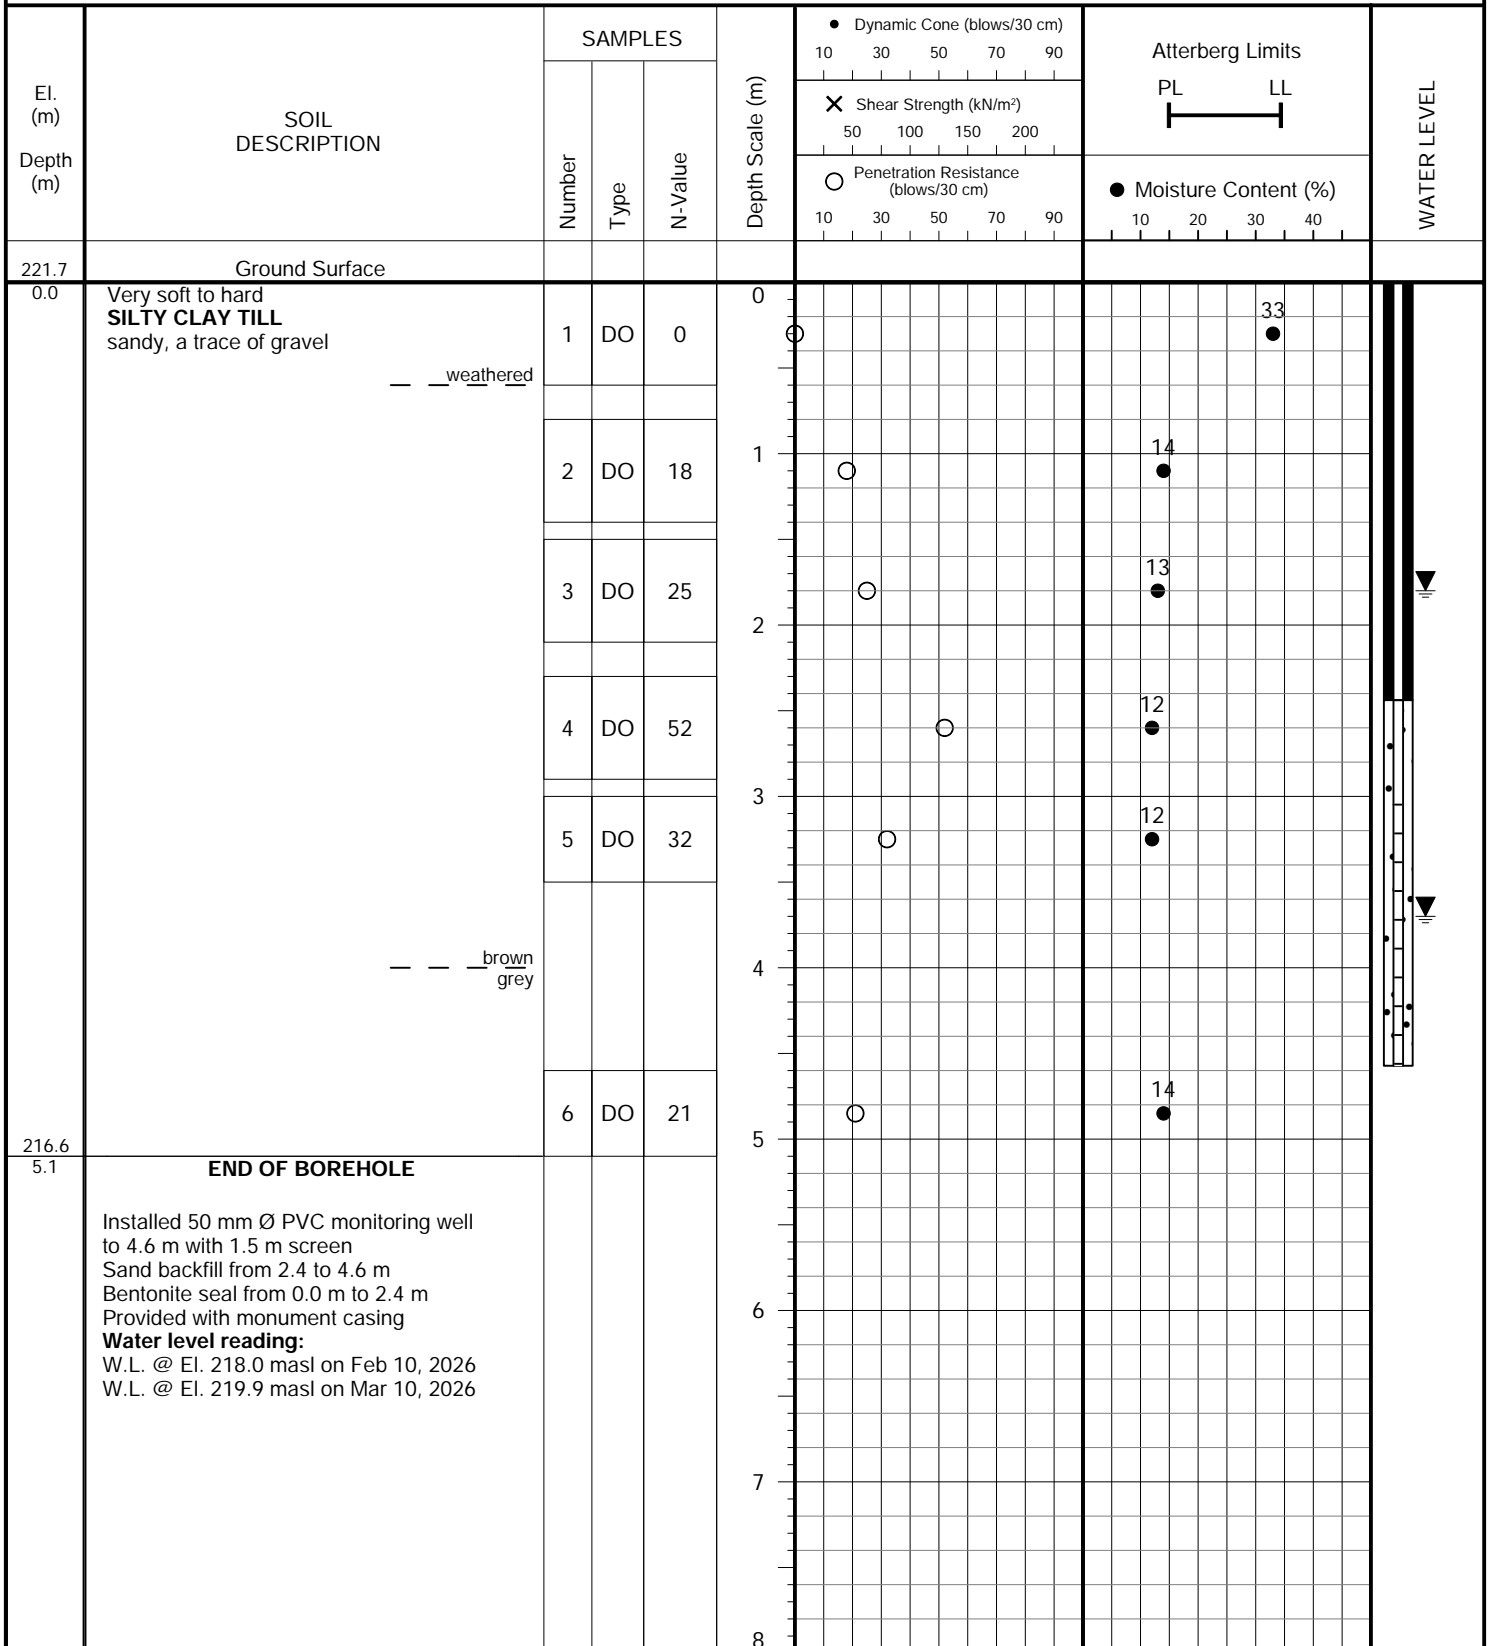 El.
(m)
Depth
(m)
SOIL
DESCRIPTION
SAMPLES
Number
Type
N-Value
Depth Scale (m)
● Dynamic Cone (blows/30 cm)
10 30 50 70 90
✕ Shear Strength (kN/m²)
50 100 150 200
○ Penetration Resistance
(blows/30 cm)
10 30 50 70 90
Atterberg Limits
PL LL
● Moisture Content (%)
10 20 30 40
WATER LEVEL
221.7 Ground Surface
0.0 Very soft to hard 0
SILTY CLAY TILL 33
sandy, a trace of gravel 1 DO 0
weathered
14
1
2 DO 18
13
3 DO 25
2
12
4 DO 52
3
12
5 DO 32
brown
4
grey
14
6 DO 21
216.6 5
5.1 END OF BOREHOLE
Installed 50 mm Ø PVC monitoring well
to 4.6 m with 1.5 m screen
Sand backfill from 2.4 to 4.6 m
Bentonite seal from 0.0 m to 2.4 m
Provided with monument casing 6
Water level reading:
W.L. @ El. 218.0 masl on Feb 10, 2026
W.L. @ El. 219.9 masl on Mar 10, 2026
7
8